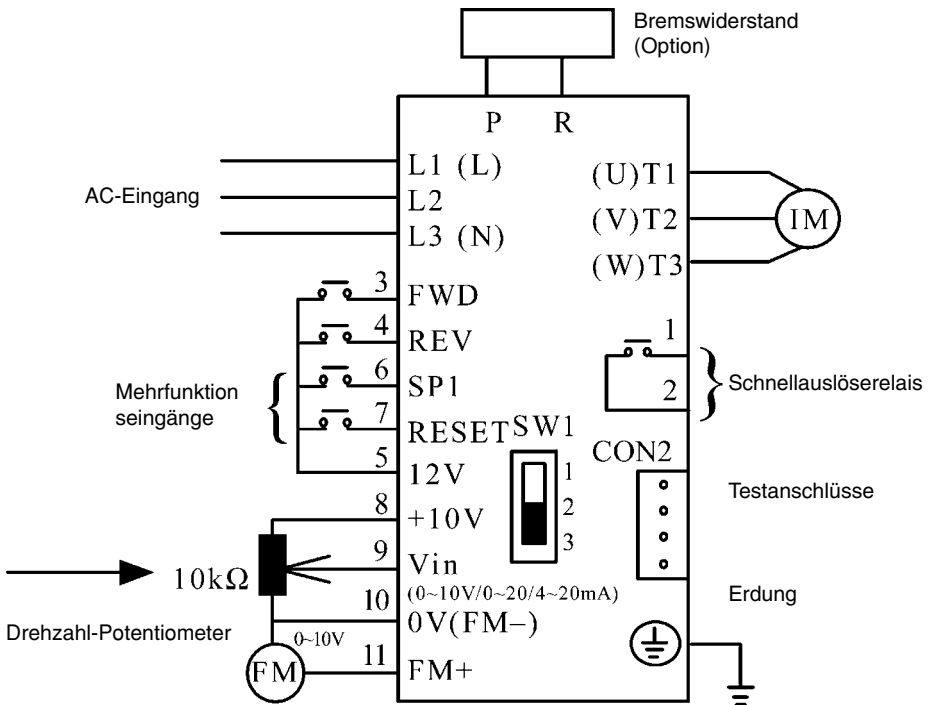 Bremswiderstand
(Option)
P R
L1 (L)
AC-Eingang
L2
L3 (N)
(U)T1
(V)T2
(W)T3
IM
3 FWD
4 REV
6 SP1
7 RESET
5 12V
Mehrfunktion
seingänge
1
2
Schnellauslöserelais
SW1
1
2
3
CON2
Testanschlüsse
8 +10V
9 Vin
10kΩ
(0~10V/0~20/4~20mA)
10 0V(FM−)
Erdung
Drehzahl-Potentiometer
0~10V
FM
11 FM+